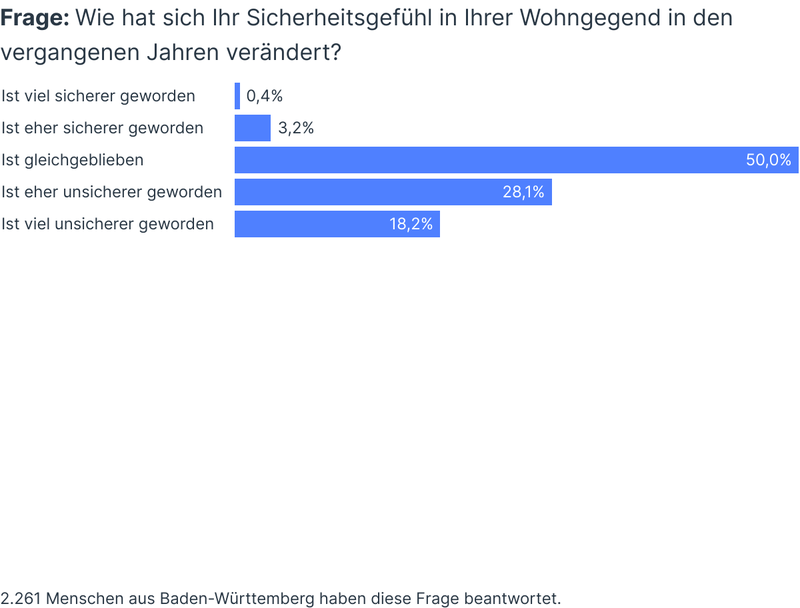 Frage: Wie hat sich Ihr Sicherheitsgefühl in Ihrer Wohngegend in den
vergangenen Jahren verändert?
Ist viel sicherer geworden 0,4%
Ist eher sicherer geworden 3,2%
Ist gleichgeblieben 50,0%
Ist eher unsicherer geworden 28,1%
Ist viel unsicherer geworden 18,2%
2.261 Menschen aus Baden-Württemberg haben diese Frage beantwortet.